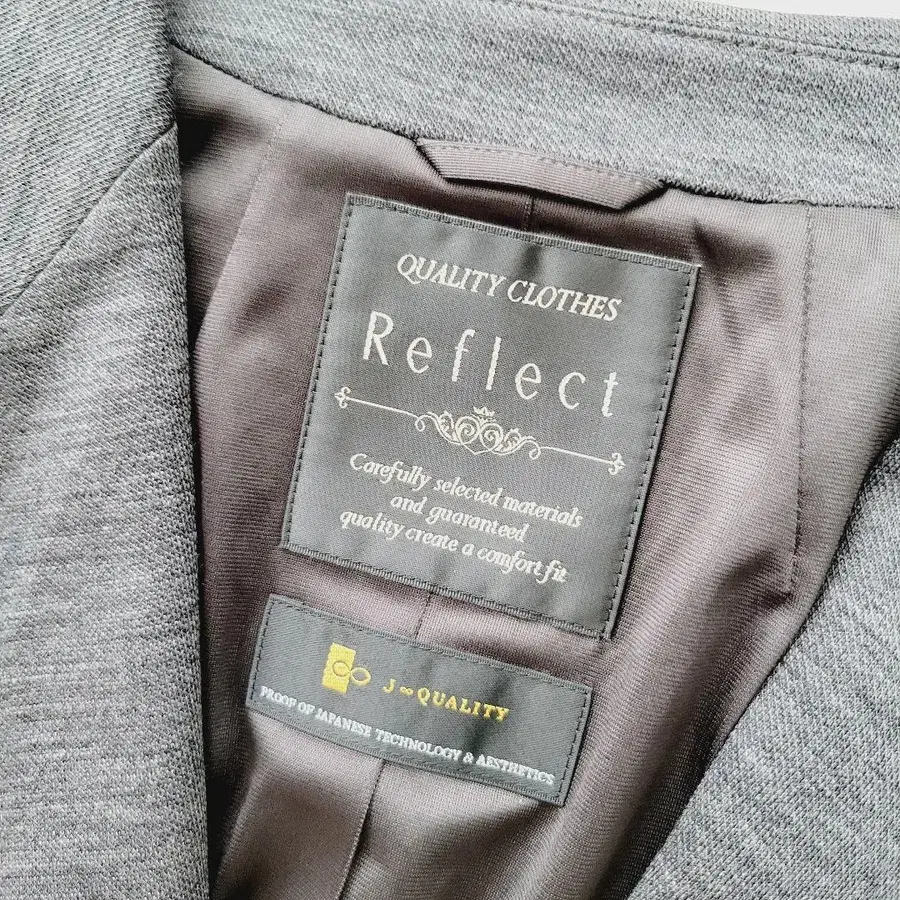 QUALITY CLOTHES
Reflect
Carefully selected materials
and guaranteed
quality create a comfort fit
J∞QUALITY
PROOF OF JAPANESE TECHNOLOGY & AESTHETICS